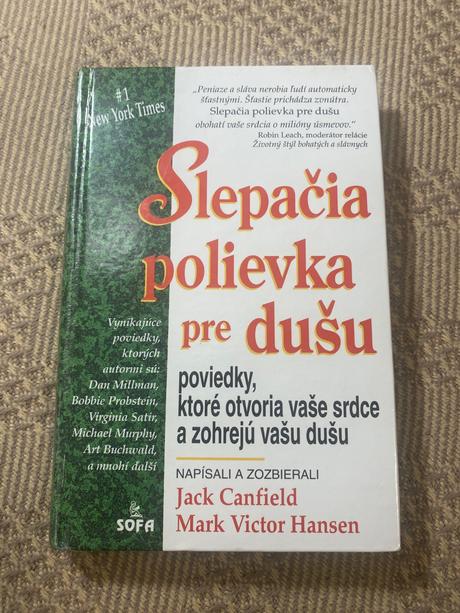 #1
New York Times
„Peniaze a sláva nerobia ľudí automaticky
šťastnými. Šťastie prichádza zvnútra.
Slepačia polievka pre dušu
obohatí vaše srdcia o milióny úsmevov.“
Robin Leach, moderátor relácie
Životný štýl bohatých a slávnych
Slepačia
polievka
pre dušu
poviedky,
ktoré otvoria vaše srdce
a zohrejú vašu dušu
Vynikajúce
poviedky,
ktorých
autormi sú:
Dan Millman,
Bobbie Probstein,
Virginia Satir,
Michael Murphy,
Art Buchwald,
a mnohí ďalší
NAPÍSALI A ZOZBIERALI
Jack Canfield
Mark Victor Hansen
SOFA